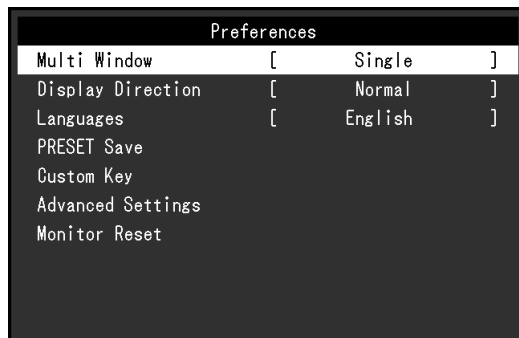 Preferences
Multi Window [ Single ]
Display Direction [ Normal ]
Languages [ English ]
PRESET Save
Custom Key
Advanced Settings
Monitor Reset